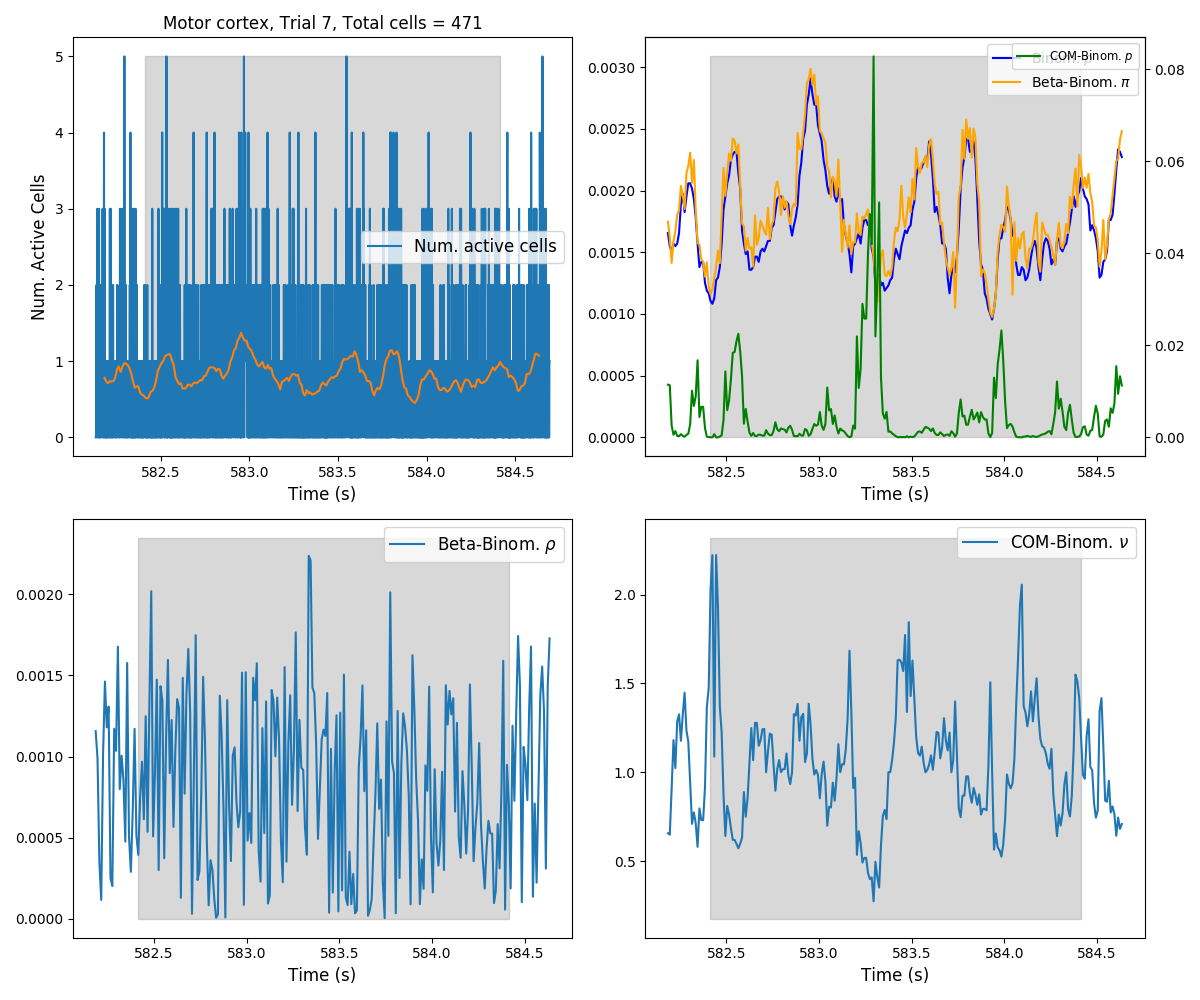 Motor cortex, Trial 7, Total cells = 471
5
4
3
2
1
0
Num. Active Cells
Num. active cells
582.5 583.0 583.5 584.0 584.5
Time (s)
0.0030
0.0025
0.0020
0.0015
0.0010
0.0005
0.0000
COM-Binom. p
Beta-Binom. π
0.08
0.06
0.04
0.02
0.00
582.5 583.0 583.5 584.0 584.5
Time (s)
0.0020
0.0015
0.0010
0.0005
0.0000
Beta-Binom. ρ
582.5 583.0 583.5 584.0 584.5
Time (s)
2.0
1.5
1.0
0.5
COM-Binom. ν
582.5 583.0 583.5 584.0 584.5
Time (s)